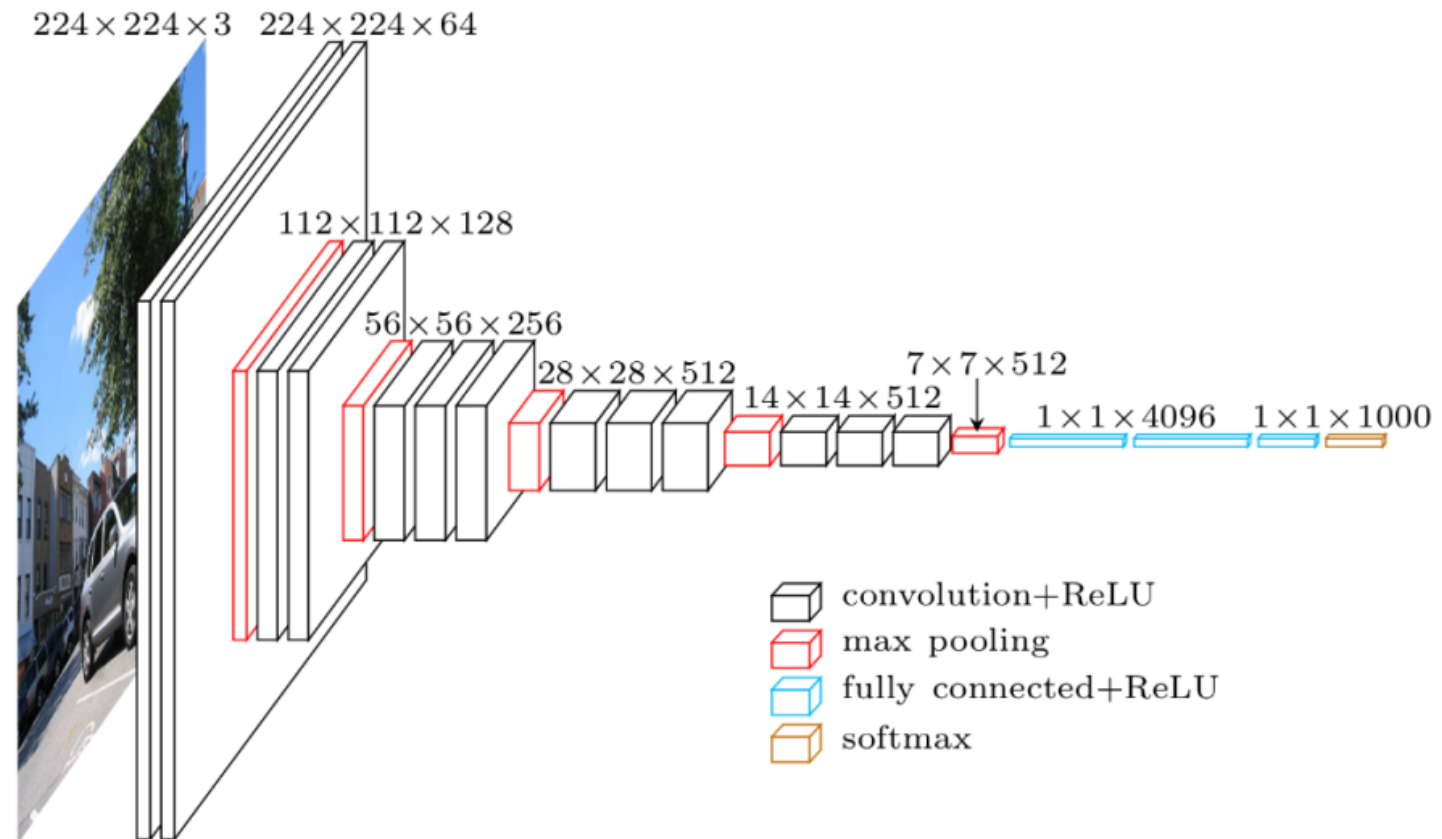 224×224×3
224×224×64
112×112×128
56×56×256
28×28×512
14×14×512
7×7×512
1×1×4096
1×1×1000
convolution+ReLU
max pooling
fully connected+ReLU
softmax